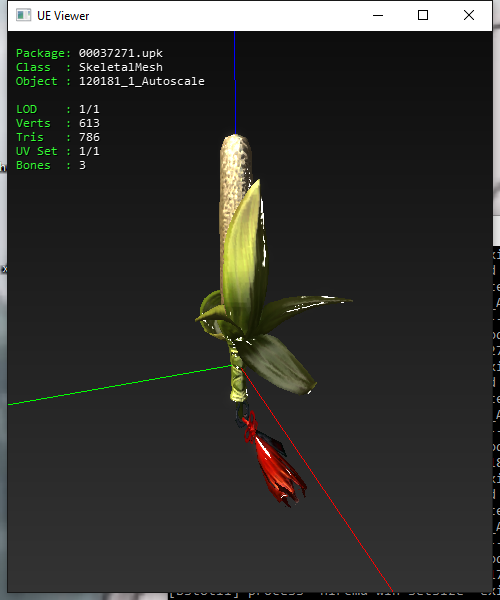 UE Viewer
Package: 00037271.upk
Class : SkeletalMesh
Object : 120181_1_Autoscale
LOD : 1/1
Verts : 613
Tris : 786
UV Set : 1/1
Bones : 3